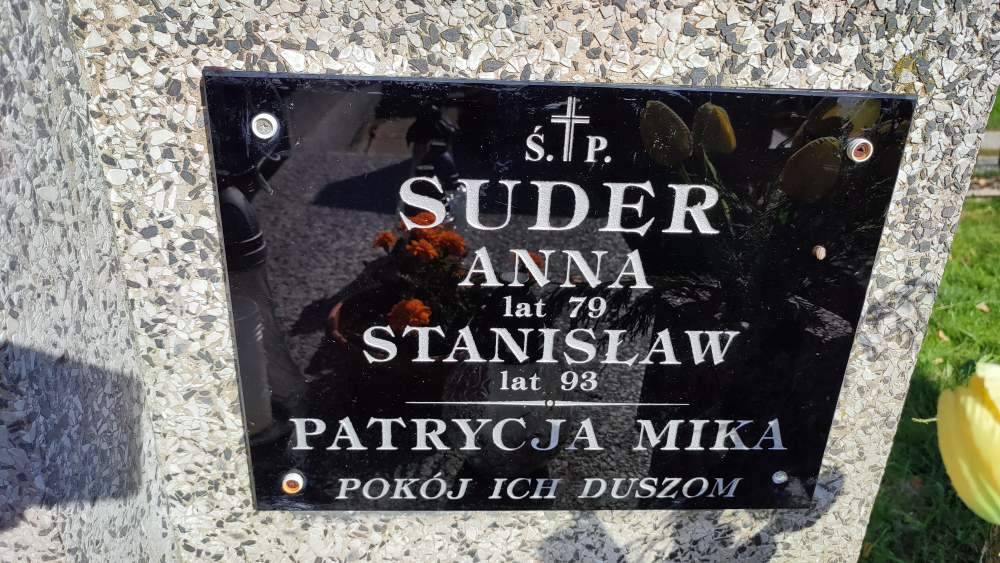 Ś. P.
SUDER
ANNA
lat 79
STANISŁAW
lat 93
PATRYCJA MIKA
POKÓJ ICH DUSZOM